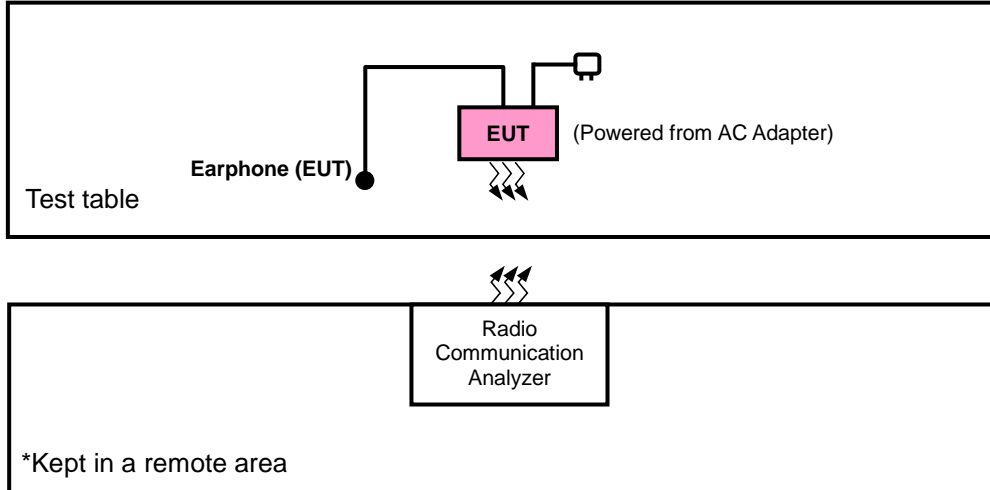 EUT
(Powered from AC Adapter)
Earphone (EUT)
Test table
Radio
Communication
Analyzer
*Kept in a remote area